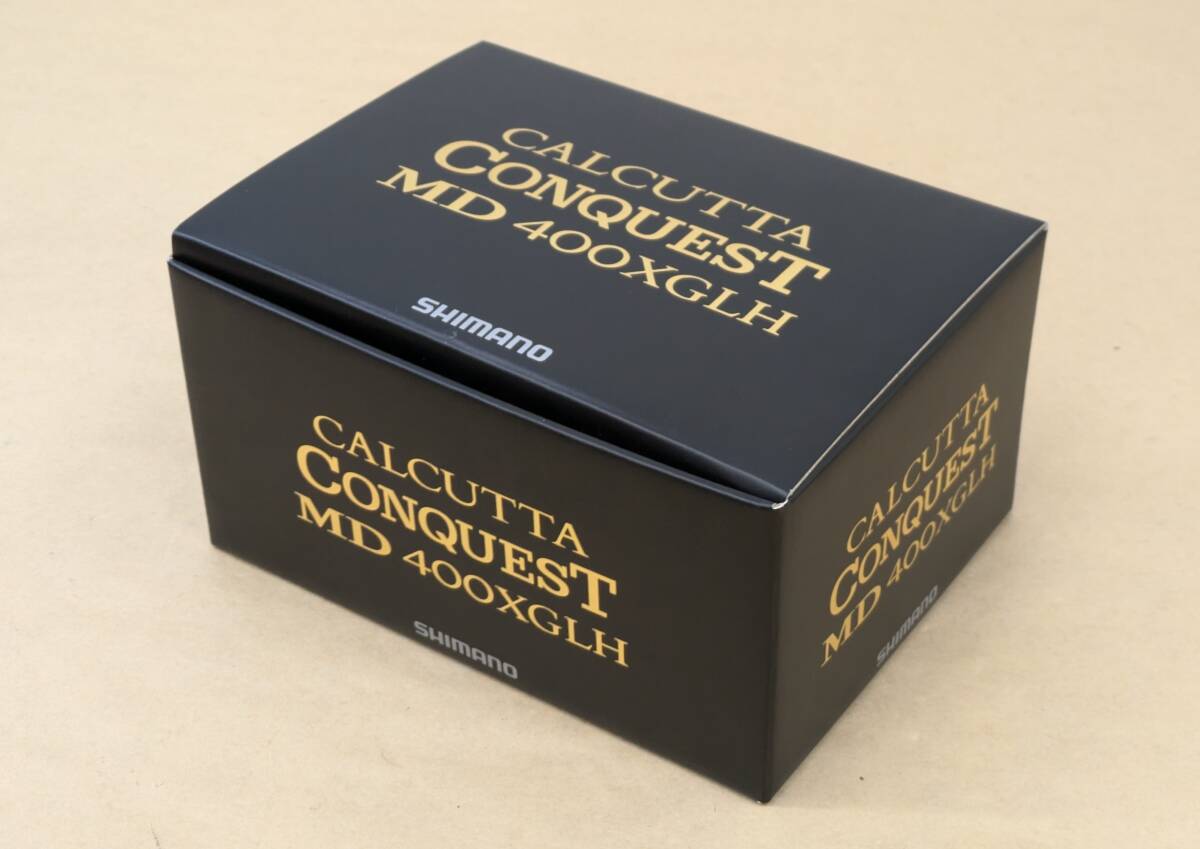 CALCUTTA
CONQUEST
MD 400XGLH
SHIMANO
CALCUTTA
CONQUEST
MD 400XGLH
SHIMANO
CALCUTTA
CONQUEST
MD 400XGLH
SHIMANO